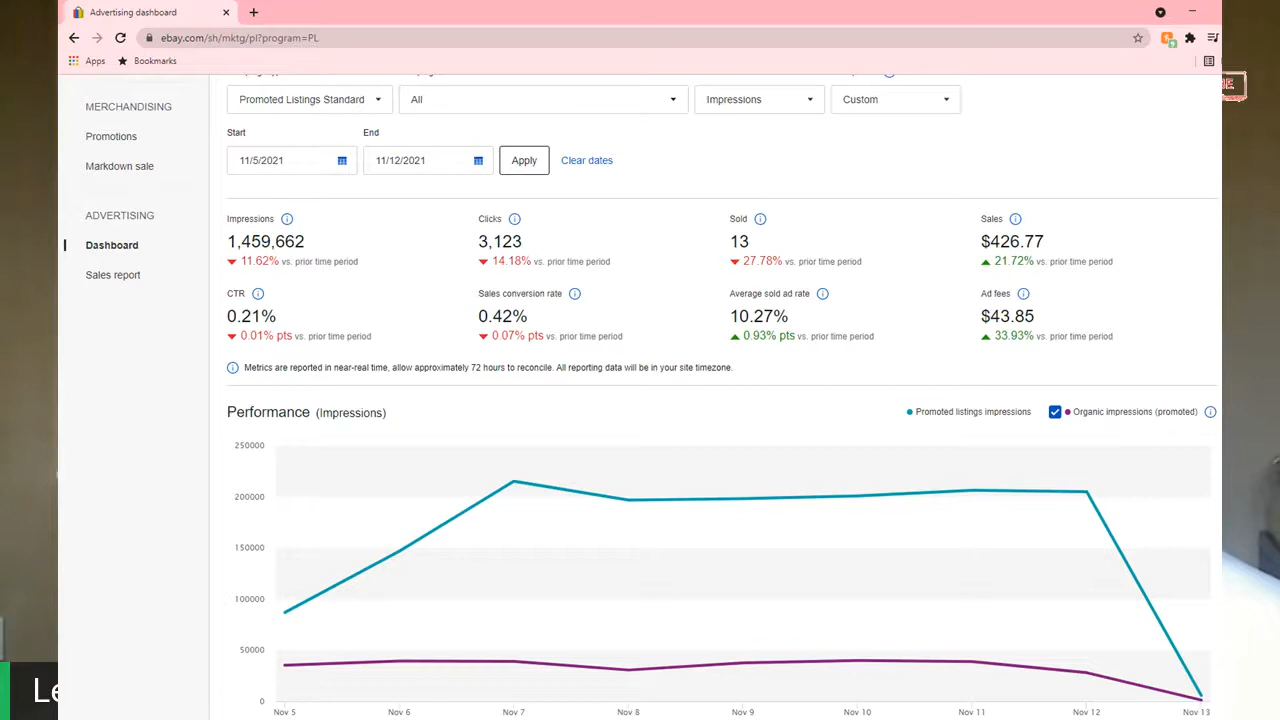 Advertising dashboard
ebay.com/sh/mktg/pl?program=PL
Apps Bookmarks
MERCHANDISING
Promotions
Markdown sale
ADVERTISING
Dashboard
Sales report
Promoted Listings Standard All Impressions Custom
Start End
11/5/2021 11/12/2021 Apply Clear dates
Impressions Clicks Sold Sales
1,459,662 3,123 13 $426.77
11.62% vs. prior time period 14.18% vs. prior time period 27.78% vs. prior time period 21.72% vs. prior time period
CTR Sales conversion rate Average sold ad rate Ad fees
0.21% 0.42% 10.27% $43.85
0.01% pts vs. prior time period 0.07% pts vs. prior time period 0.93% pts vs. prior time period 33.93% vs. prior time period
Metrics are reported in near-real time, allow approximately 72 hours to reconcile. All reporting data will be in your site timezone.
Performance (Impressions) Promoted listings impressions Organic impressions (promoted)
250000
200000
150000
100000
50000
0
Nov 5 Nov 6 Nov 7 Nov 8 Nov 9 Nov 10 Nov 11 Nov 12 Nov 13
Le